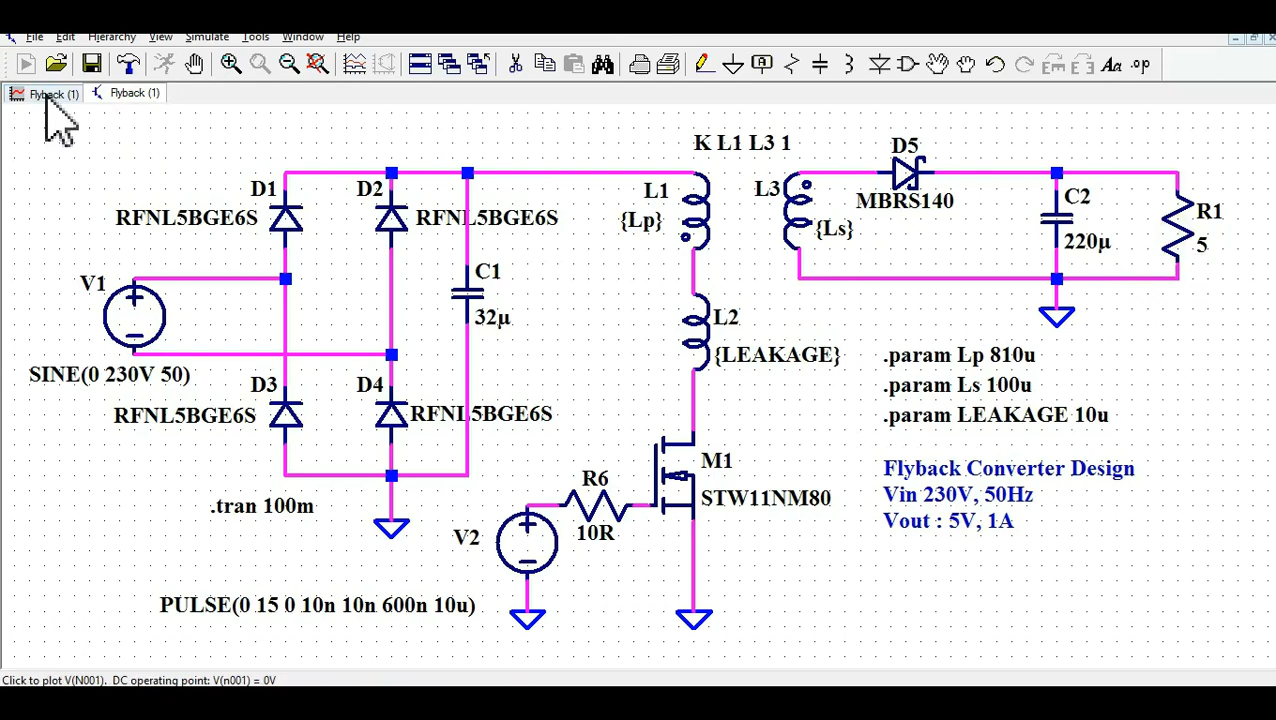 File Edit Hierarchy View Simulate Tools Window Help
.op
Flyback (1) Flyback (1)
K L1 L3 1
D5
MBRS140
D1
RFNL5BGE6S
D2
RFNL5BGE6S
L1
{Lp}
L3
{Ls}
C2
220µ
R1
5
V1
SINE(0 230V 50)
C1
32µ
L2
{LEAKAGE}
D3
RFNL5BGE6S
D4
RFNL5BGE6S
.param Lp 810u
.param Ls 100u
.param LEAKAGE 10u
M1
STW11NM80
Flyback Converter Design
Vin 230V, 50Hz
Vout : 5V, 1A
R6
10R
.tran 100m
V2
PULSE(0 15 0 10n 10n 600n 10u)
Click to plot V(N001). DC operating point: V(n001) = 0V